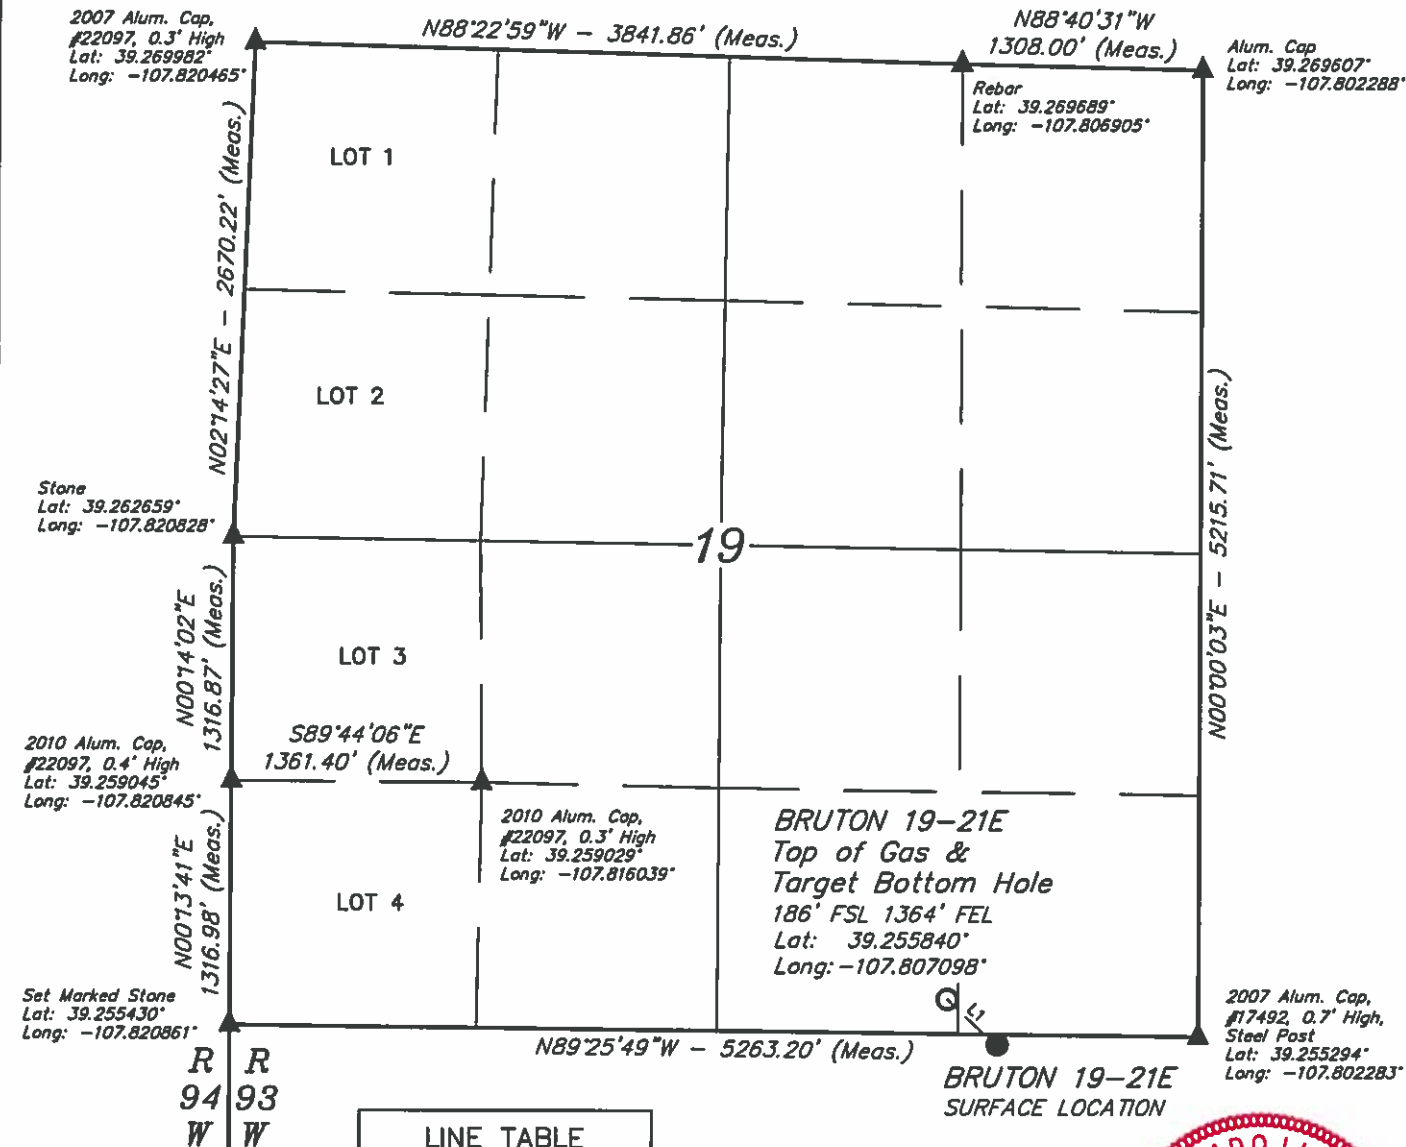 2007 Alum. Cap,
#22097, 0.3' High
Lat: 39.269982°
Long: -107.820465°
N88°22'59"W - 3841.86' (Meas.)
N88°40'31"W
1308.00' (Meas.)
Alum. Cap
Lat: 39.269607°
Long: -107.802288°
Rebar
Lat: 39.269689°
Long: -107.806905°
LOT 1
N02°14'27"E - 2670.22' (Meas.)
LOT 2
Stone
Lat: 39.262659°
Long: -107.820828°
19
N00°00'03"E - 5215.71' (Meas.)
N00°14'02"E
1316.87' (Meas.)
LOT 3
S89°44'06"E
1361.40' (Meas.)
2010 Alum. Cap,
#22097, 0.4' High
Lat: 39.259045°
Long: -107.820845°
2010 Alum. Cap,
#22097, 0.3' High
Lat: 39.259029°
Long: -107.816039°
BRUTON 19-21E
Top of Gas &
Target Bottom Hole
186' FSL 1364' FEL
Lat: 39.255840°
Long: -107.807098°
N00°13'41"E
1316.98' (Meas.)
LOT 4
Set Marked Stone
Lat: 39.255430°
Long: -107.820861°
L1
2007 Alum. Cap,
#17492, 0.7' High,
Steel Post
Lat: 39.255294°
Long: -107.802283°
N89°25'49"W - 5263.20' (Meas.)
BRUTON 19-21E
SURFACE LOCATION
R R
94 93
W W
LINE TABLE